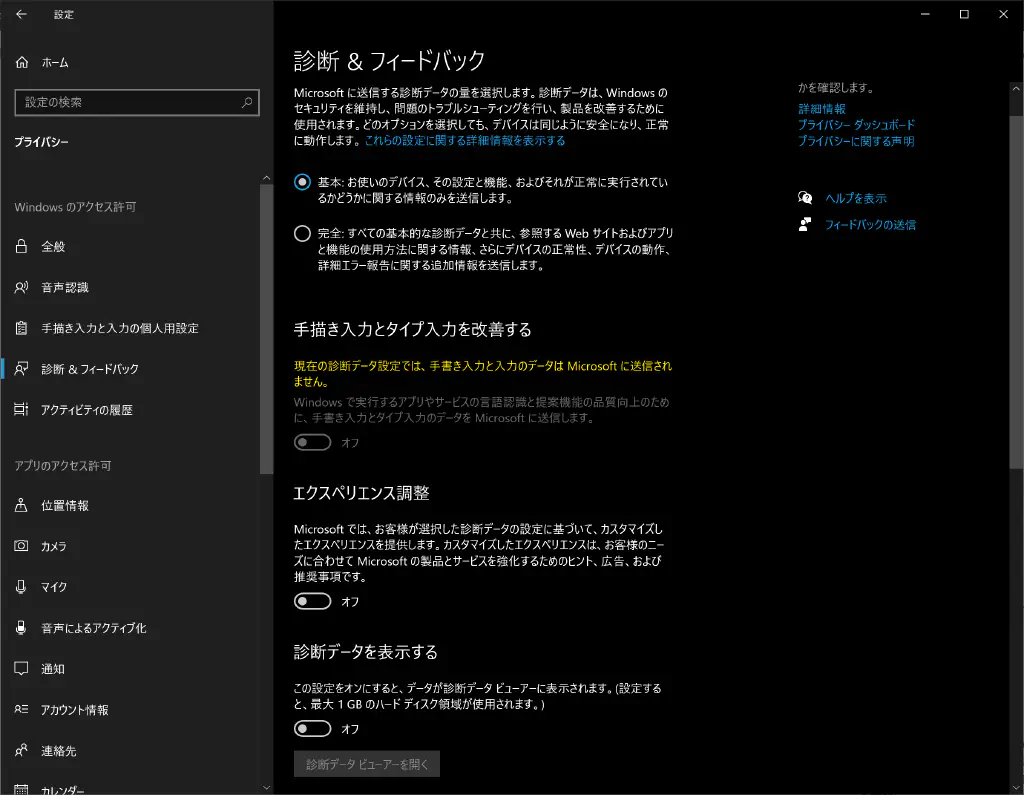 設定
ホーム
設定の検索
プライバシー
Windows のアクセス許可
全般
音声認識
手描き入力と入力の個人用設定
診断 & フィードバック
アクティビティの履歴
アプリのアクセス許可
位置情報
カメラ
マイク
音声によるアクティブ化
通知
アカウント情報
連絡先
カレンダー
診断 & フィードバック
Microsoft に送信する診断データの量を選択します。診断データは、Windows の
セキュリティを維持し、問題のトラブルシューティングを行い、製品を改善するために
使用されます。どのオプションを選択しても、デバイスは同じように安全になり、正常
に動作します。これらの設定に関する詳細情報を表示する
基本: お使いのデバイス、その設定と機能、およびそれが正常に実行されてい
るかどうかに関する情報のみを送信します。
完全: すべての基本的な診断データと共に、参照する Web サイトおよびアプリ
と機能の使用方法に関する情報、さらにデバイスの正常性、デバイスの動作、
詳細エラー報告に関する追加情報を送信します。
手描き入力とタイプ入力を改善する
現在の診断データ設定では、手書き入力と入力のデータは Microsoft に送信され
ません。
Windows で実行するアプリやサービスの言語認識と提案機能の品質向上のため
に、手書き入力とタイプ入力のデータを Microsoft に送信します。
オフ
エクスペリエンス調整
Microsoft では、お客様が選択した診断データの設定に基づいて、カスタマイズし
たエクスペリエンスを提供します。カスタマイズしたエクスペリエンスは、お客様のニー
ズに合わせて Microsoft の製品とサービスを強化するためのヒント、広告、および
推奨事項です。
オフ
診断データを表示する
この設定をオンにすると、データが診断データ ビューアーに表示されます。(設定する
と、最大 1 GB のハード ディスク領域が使用されます。)
オフ
診断データ ビューアーを開く
かを確認します。
詳細情報
プライバシー ダッシュボード
プライバシーに関する声明
ヘルプを表示
フィードバックの送信